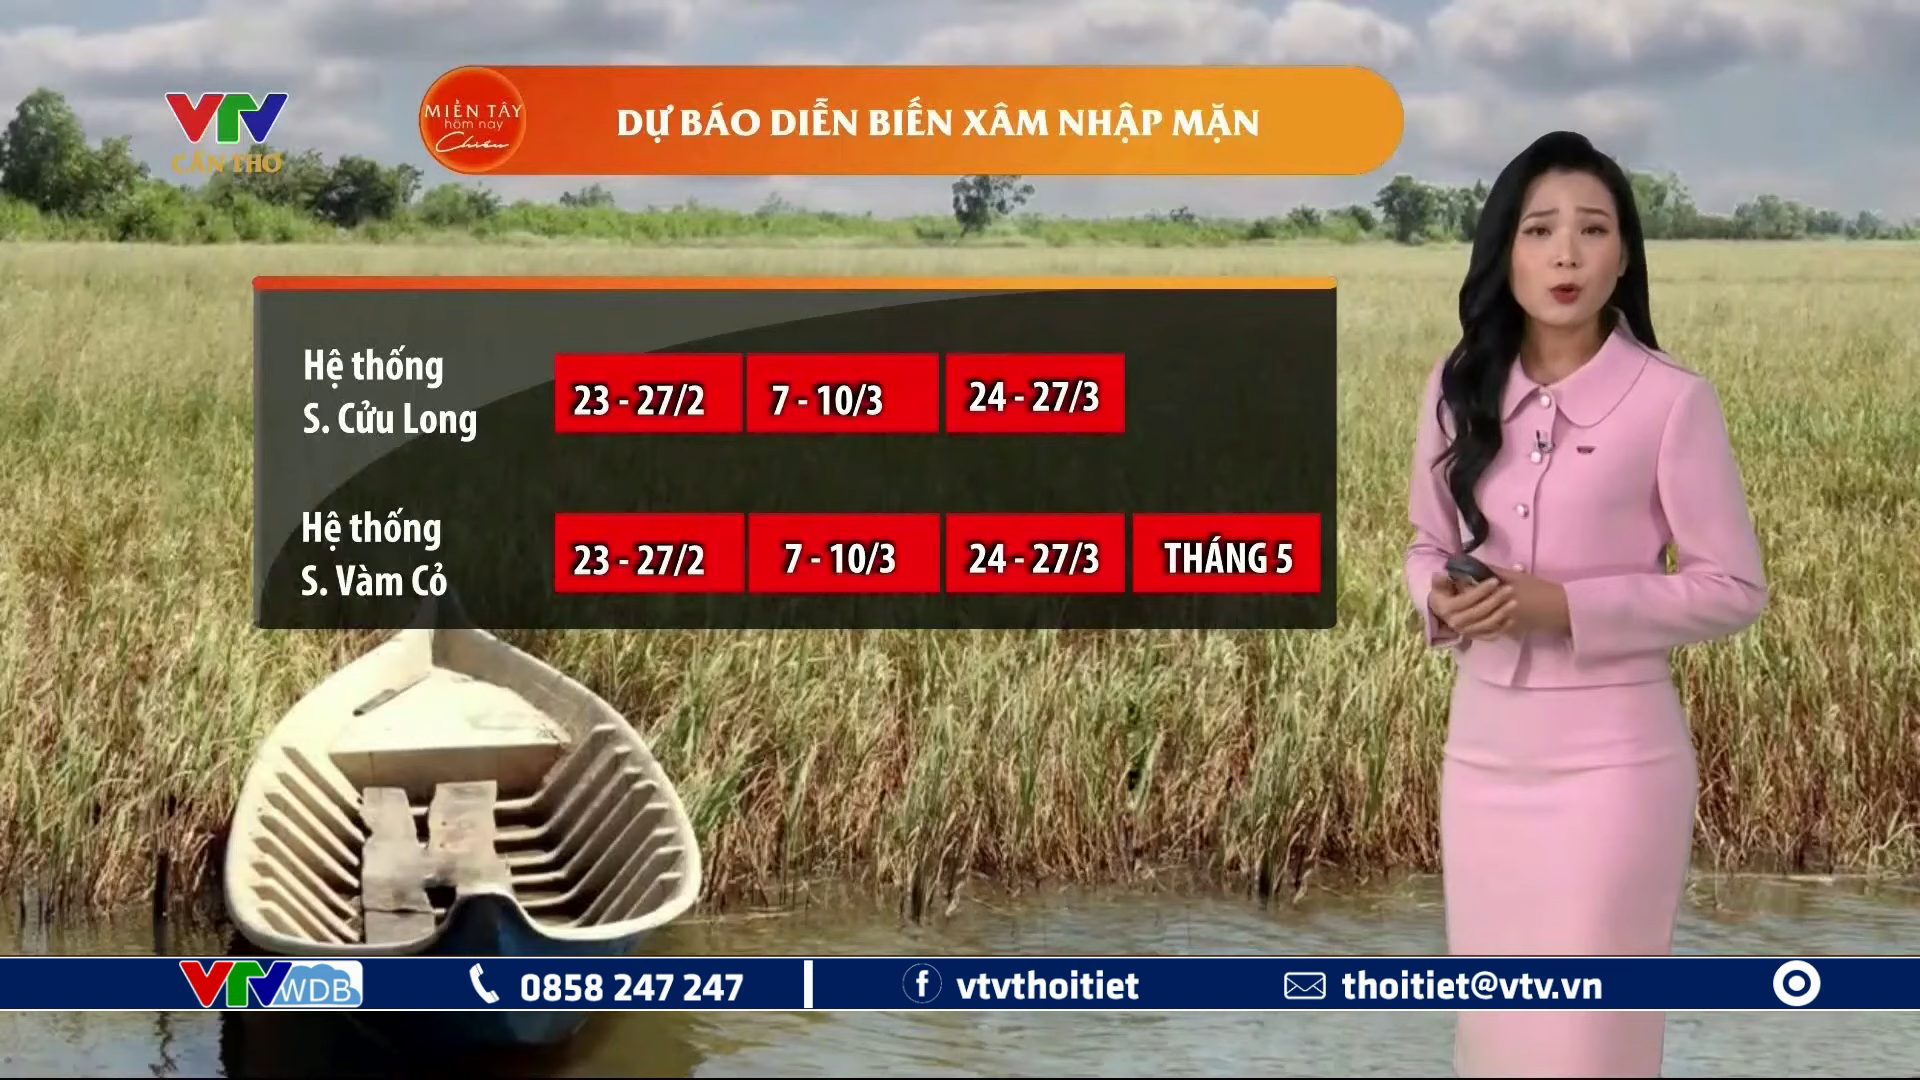 VTV
CẦN THƠ
MIỀN TÂY
hôm nay
Chiều
DỰ BÁO DIỄN BIẾN XÂM NHẬP MẶN
Hệ thống
S. Cửu Long
23 - 27/2
7 - 10/3
24 - 27/3
Hệ thống
S. Vàm Cỏ
23 - 27/2
7 - 10/3
24 - 27/3
THÁNG 5
VTV WDB
0858 247 247
vtvthoitiet
thoitiet@vtv.vn